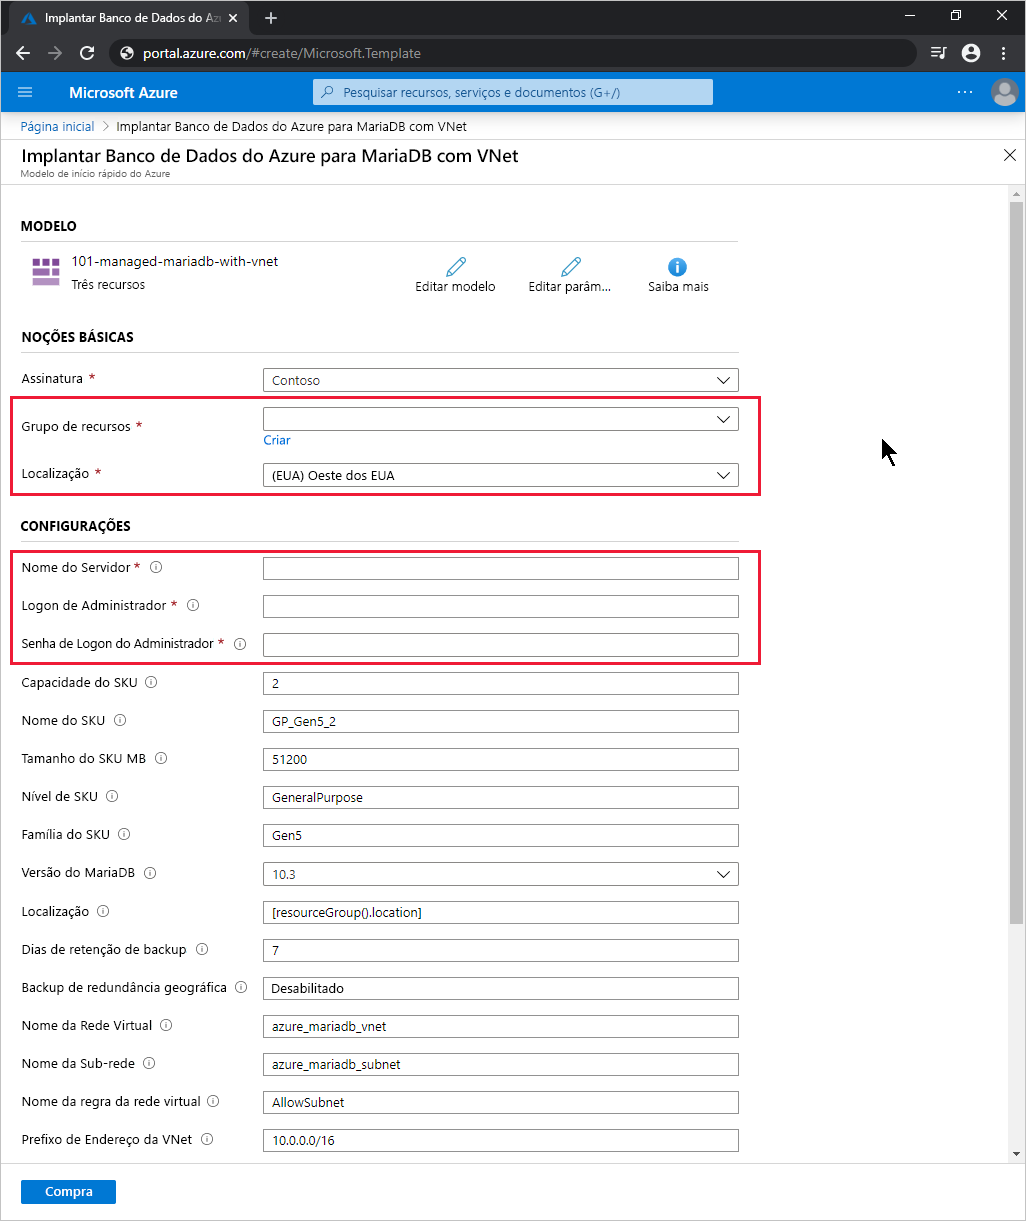 Implantar Banco de Dados do Az
portal.azure.com/#create/Microsoft.Template
Microsoft Azure
Pesquisar recursos, serviços e documentos (G+/)
Página inicial > Implantar Banco de Dados do Azure para MariaDB com VNet
Implantar Banco de Dados do Azure para MariaDB com VNet
Modelo de início rápido do Azure
MODELO
101-managed-mariadb-with-vnet
Três recursos
Editar modelo
Editar parâm...
Saiba mais
NOÇÕES BÁSICAS
Assinatura *
Contoso
Grupo de recursos *
Criar
Localização *
(EUA) Oeste dos EUA
CONFIGURAÇÕES
Nome do Servidor *
Logon de Administrador *
Senha de Logon do Administrador *
Capacidade do SKU
2
Nome do SKU
GP_Gen5_2
Tamanho do SKU MB
51200
Nível de SKU
GeneralPurpose
Família do SKU
Gen5
Versão do MariaDB
10.3
Localização
[resourceGroup().location]
Dias de retenção de backup
7
Backup de redundância geográfica
Desabilitado
Nome da Rede Virtual
azure_mariadb_vnet
Nome da Sub-rede
azure_mariadb_subnet
Nome da regra da rede virtual
AllowSubnet
Prefixo de Endereço da VNet
10.0.0.0/16
Compra